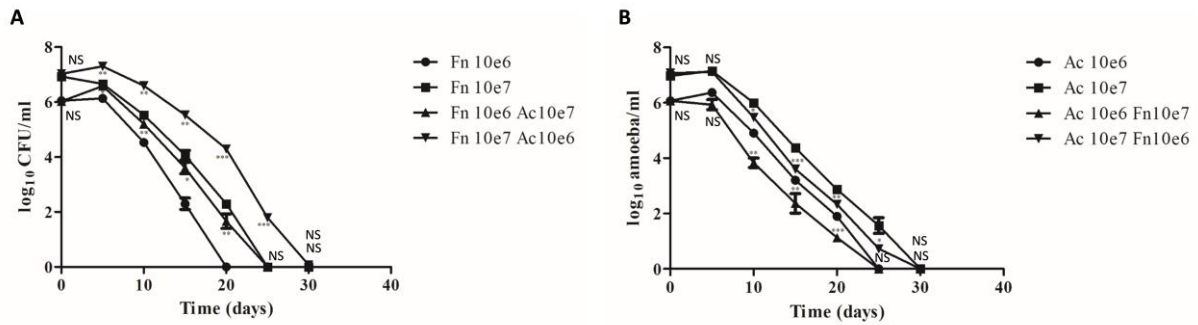 A
8
6
4
2
0
log10 CFU/ml
0 10 20 30 40
Time (days)
NS
NS
**
**
*
**
**
*
***
**
***
NS
NS
NS
Fn 10e6
Fn 10e7
Fn 10e6 Ac10e7
Fn 10e7 Ac10e6
B
8
6
4
2
0
log10 amoeba/ml
0 10 20 30 40
Time (days)
NS
NS
NS
NS
*
**
***
**
**
***
*
NS
NS
NS
Ac 10e6
Ac 10e7
Ac 10e6 Fn10e7
Ac 10e7 Fn10e6